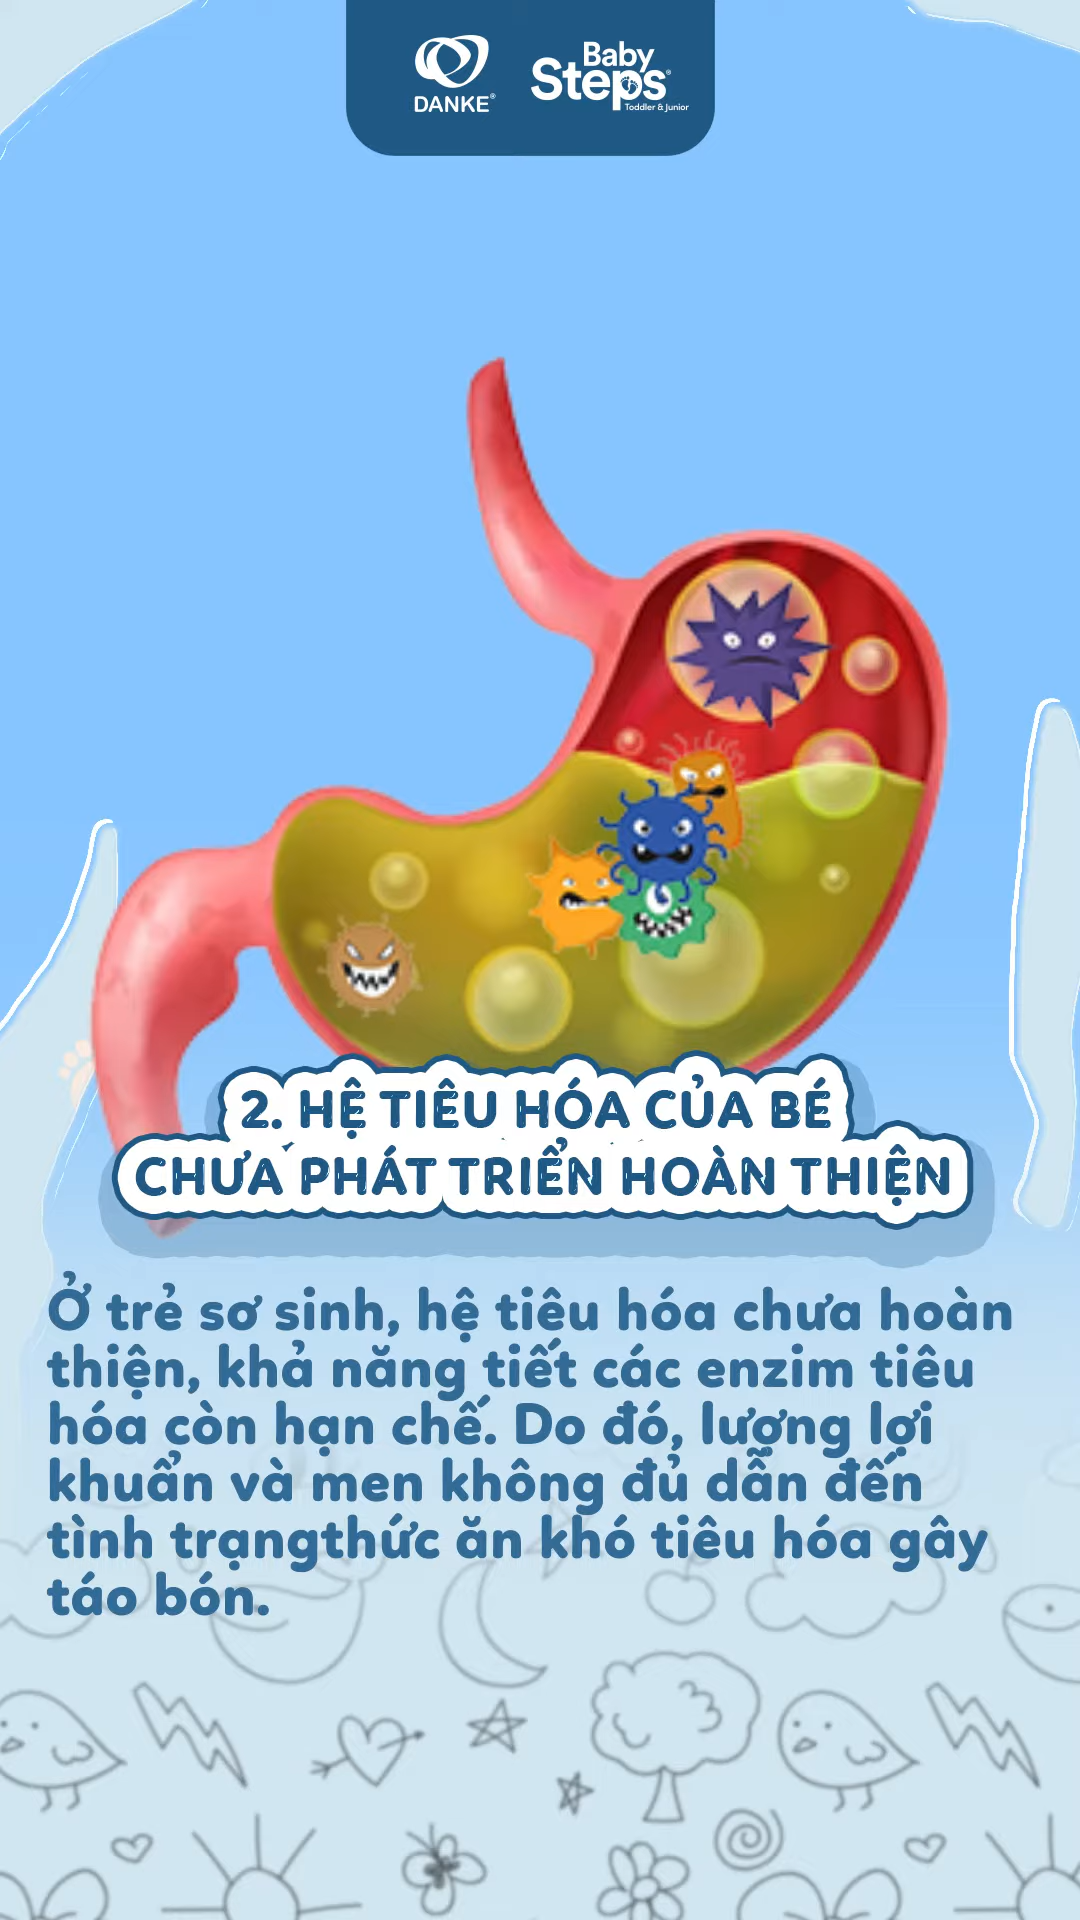 DANKE®
Baby
Steps®
Toddler & Junior
2. HỆ TIÊU HÓA CỦA BÉ
CHƯA PHÁT TRIỂN HOÀN THIỆN
Ở trẻ sơ sinh, hệ tiêu hóa chưa hoàn
thiện, khả năng tiết các enzim tiêu
hóa còn hạn chế. Do đó, lượng lợi
khuẩn và men không đủ dẫn đến
tình trạngthức ăn khó tiêu hóa gây
táo bón.